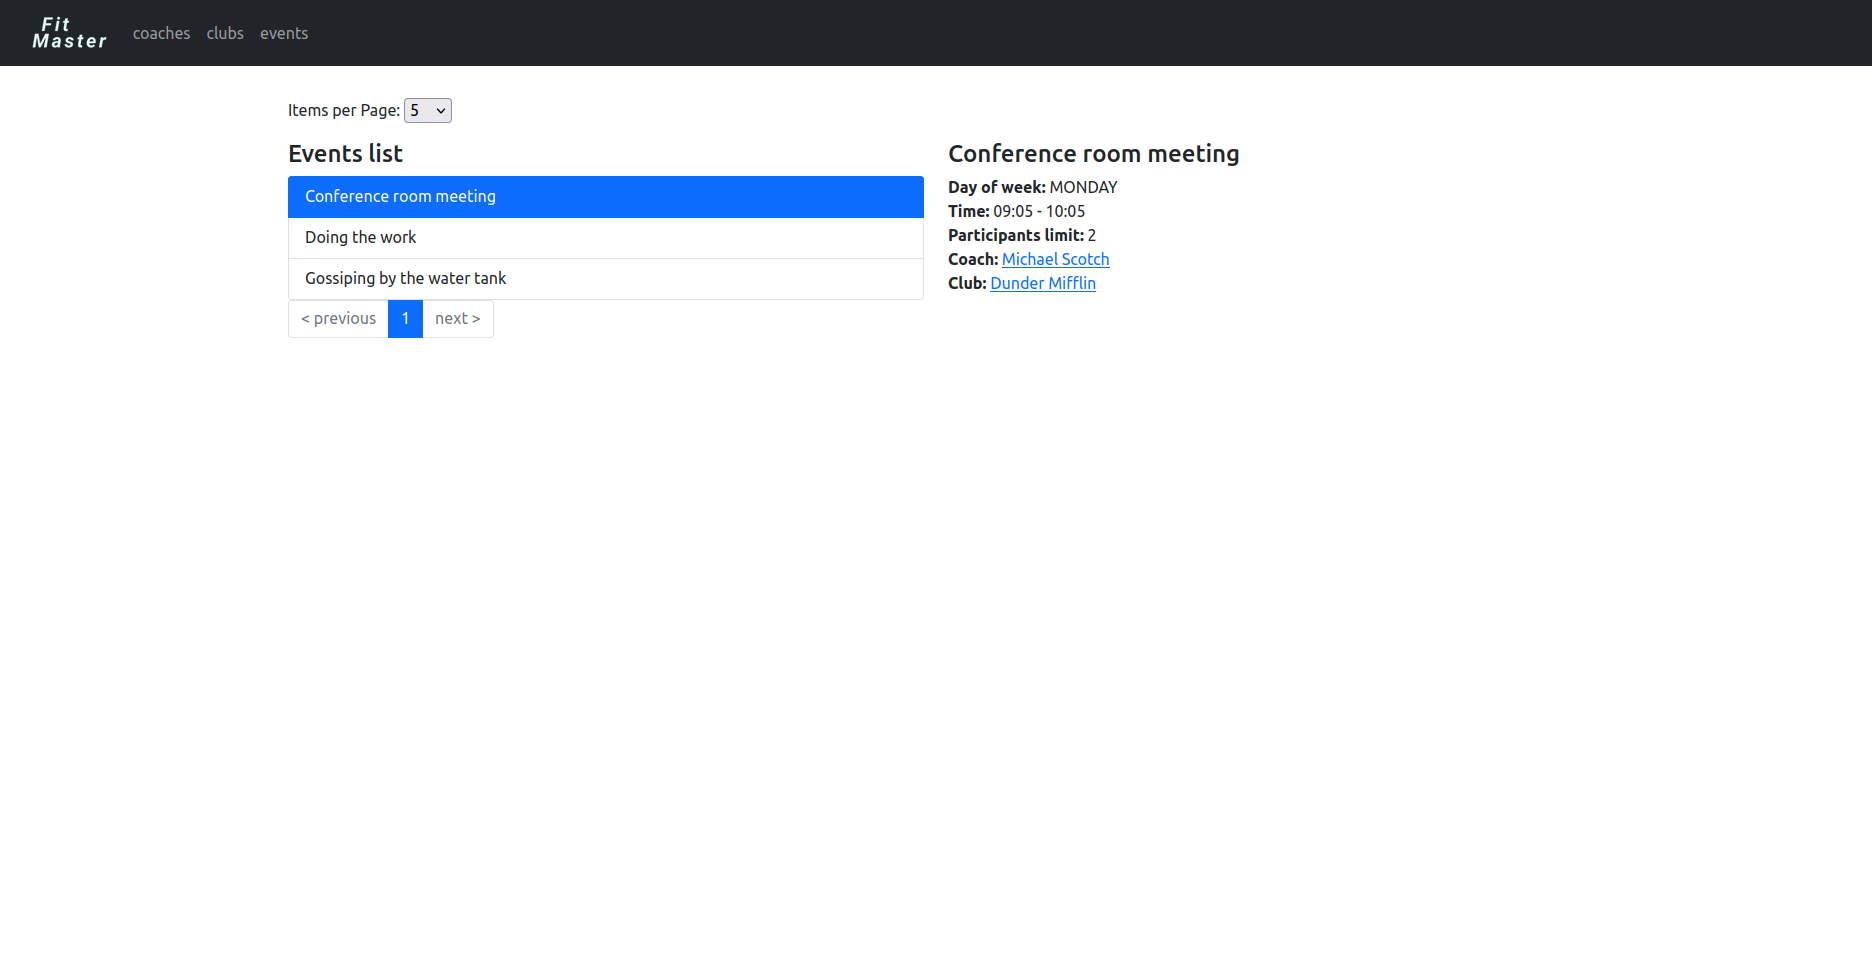 Fit
Master
coaches clubs events
Items per Page: 5
Events list
Conference room meeting
Doing the work
Gossiping by the water tank
< previous 1 next >
Conference room meeting
Day of week: MONDAY
Time: 09:05 - 10:05
Participants limit: 2
Coach: Michael Scotch
Club: Dunder Mifflin